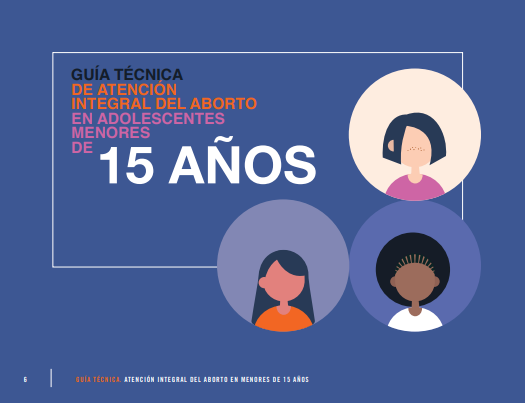 GUÍA TÉCNICA
DE ATENCIÓN
INTEGRAL DEL ABORTO
EN ADOLESCENTES
MENORES
DE 15 AÑOS
6 GUÍA TÉCNICA ATENCIÓN INTEGRAL DEL ABORTO EN MENORES DE 15 AÑOS